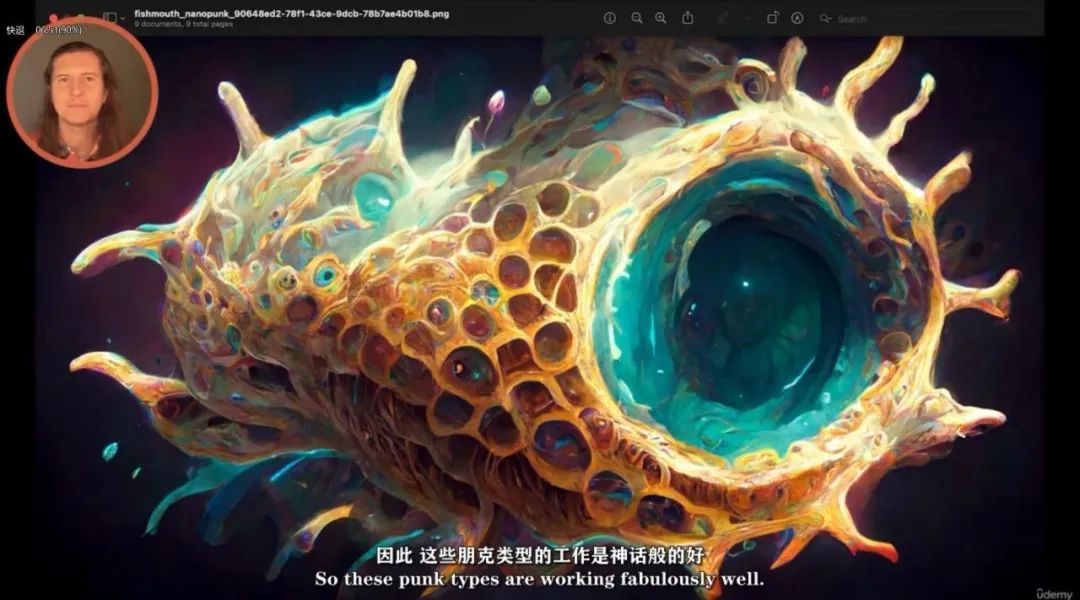 fishmouth_nanopunk_90648ed2-78f1-43ce-9dcb-78b7ae4b01b8.png
9 documents, 9 total pages
Search
快退
因此 这些朋克类型的工作是神话般的好
So these punk types are working fabulously well.
ûdemy